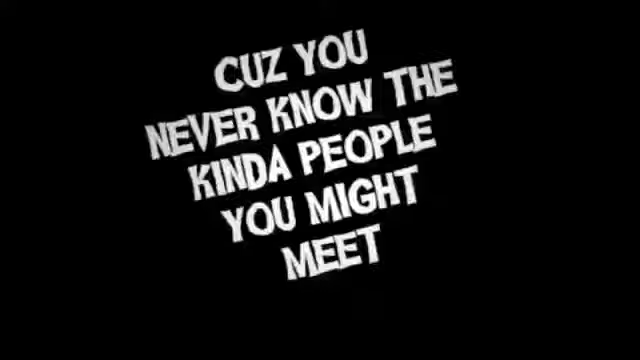 CUZ YOU
NEVER KNOW THE
KINDA PEOPLE
YOU MIGHT
MEET